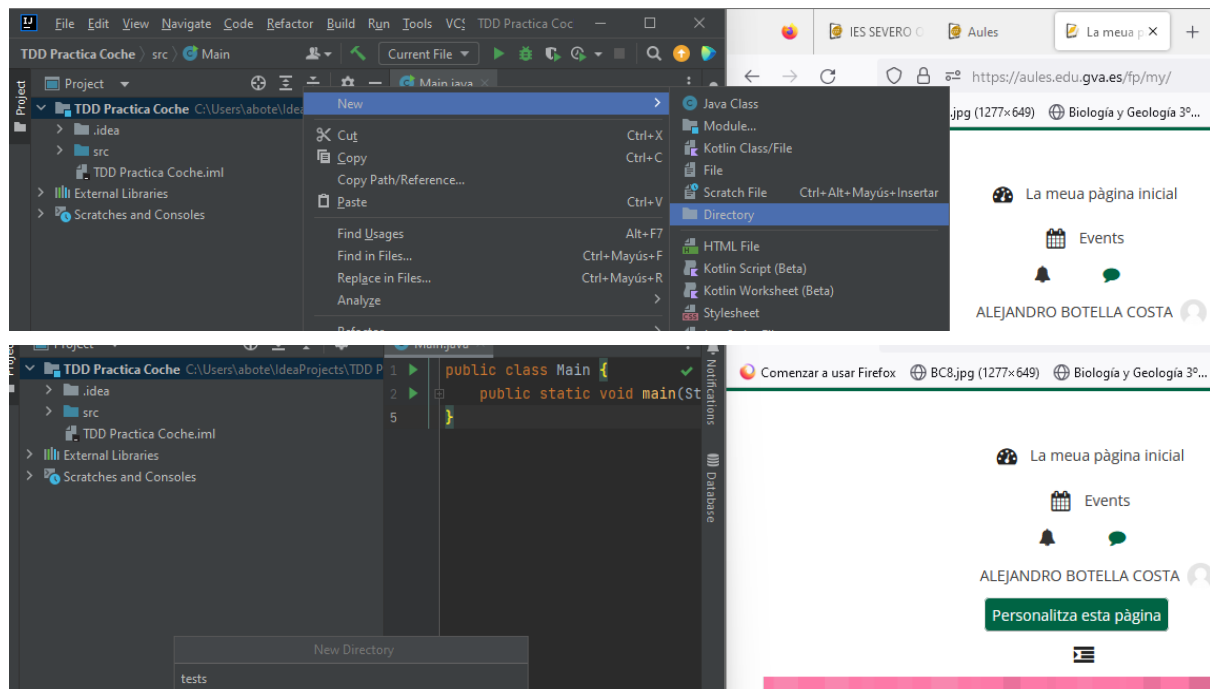 File Edit View Navigate Code Refactor Build Run Tools VCS TDD Practica Coc
TDD Practica Coche src Main Current File
Project Main.java
Project
TDD Practica Coche C:\Users\abote\Idea
.idea
src
TDD Practica Coche.iml
External Libraries
Scratches and Consoles
New
Cut Ctrl+X
Copy Ctrl+C
Copy Path/Reference...
Paste Ctrl+V
Find Usages Alt+F7
Find in Files... Ctrl+Mayús+F
Replace in Files... Ctrl+Mayús+R
Analyze
Refactor
Java Class
Module...
Kotlin Class/File
File
Scratch File Ctrl+Alt+Mayús+Insertar
Directory
HTML File
Kotlin Script (Beta)
Kotlin Worksheet (Beta)
Stylesheet
IES SEVERO O Aules La meua p
https://aules.edu.gva.es/fp/my/
.jpg (1277×649) Biología y Geología 3º...
La meua pàgina inicial
Events
ALEJANDRO BOTELLA COSTA
Project Main.java
TDD Practica Coche C:\Users\abote\IdeaProjects\TDD P
.idea
src
TDD Practica Coche.iml
External Libraries
Scratches and Consoles
1 public class Main {
2 public static void main(St
5 }
Notifications
Database
New Directory
tests
Comenzar a usar Firefox BC8.jpg (1277×649) Biología y Geología 3º...
La meua pàgina inicial
Events
ALEJANDRO BOTELLA COSTA
Personalitza esta pàgina